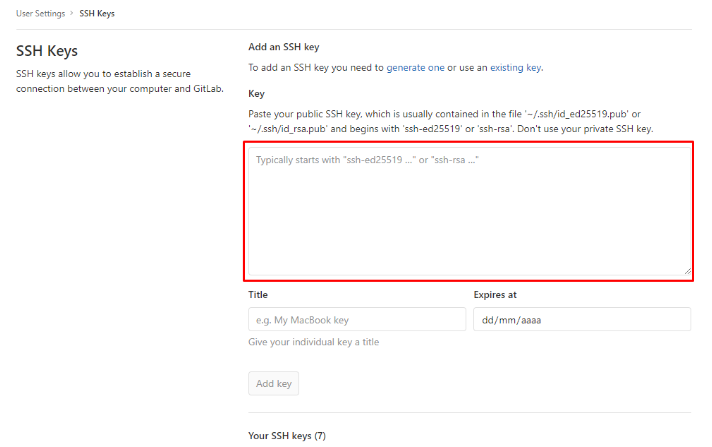 User Settings > SSH Keys
SSH Keys
SSH keys allow you to establish a secure
connection between your computer and GitLab.
Add an SSH key
To add an SSH key you need to generate one or use an existing key.
Key
Paste your public SSH key, which is usually contained in the file '~/.ssh/id_ed25519.pub' or
'~/.ssh/id_rsa.pub' and begins with 'ssh-ed25519' or 'ssh-rsa'. Don't use your private SSH key.
Typically starts with "ssh-ed25519 ..." or "ssh-rsa ..."
Title
Expires at
e.g. My MacBook key
dd/mm/aaaa
Give your individual key a title
Add key
Your SSH keys (7)